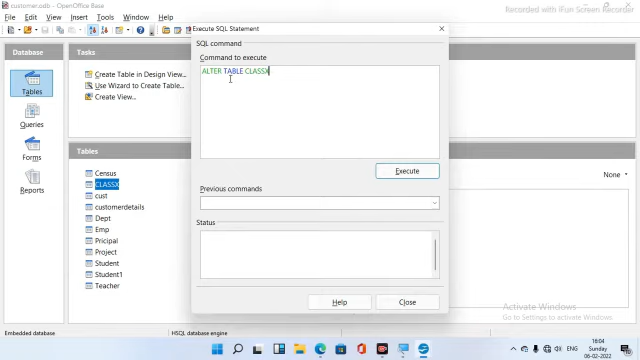 customer.odb - OpenOffice Base
Recorded with iFun Screen Recorder
File Edit View Insert Tools Window Help
Execute SQL Statement
SQL command
Command to execute
ALTER TABLE CLASSX
Execute
Previous commands
Status
Help Close
Database
Tables
Queries
Forms
Reports
Tasks
Create Table in Design View...
Use Wizard to Create Table...
Create View...
Tables
Census
CLASSX
cust
customerdetails
Dept
Emp
Pricipal
Project
Student
Student1
Teacher
None
Activate Windows
Go to Settings to activate Windows.
Embedded database
HSQL database engine
ENG
16:04
Sunday
06-02-2022